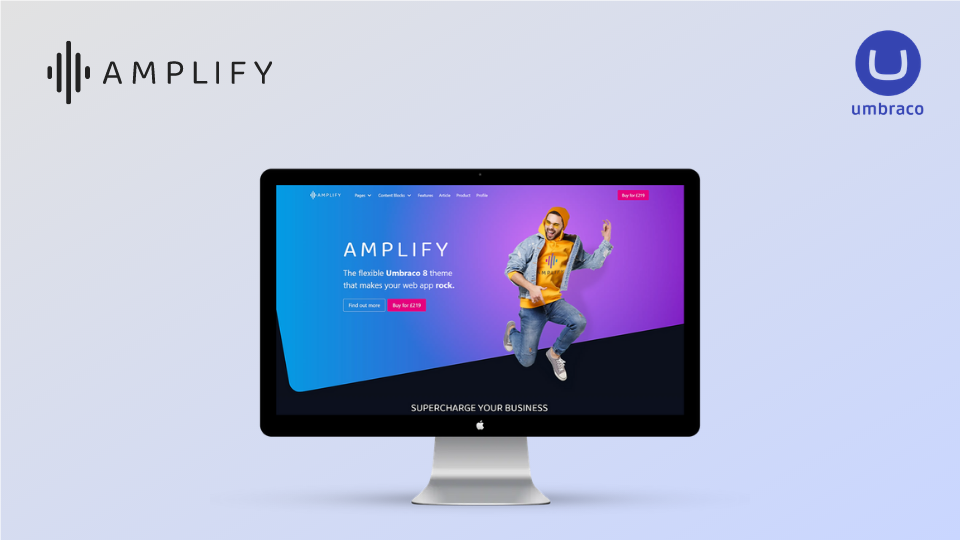 AMPLIFY
umbraco
AMPLIFY Pages Content Blocks Features Article Product Profile Buy for £219
AMPLIFY
The flexible Umbraco 8 theme
that makes your web app rock.
Find out more Buy for £219
AMPLIFY
SUPERCHARGE YOUR BUSINESS